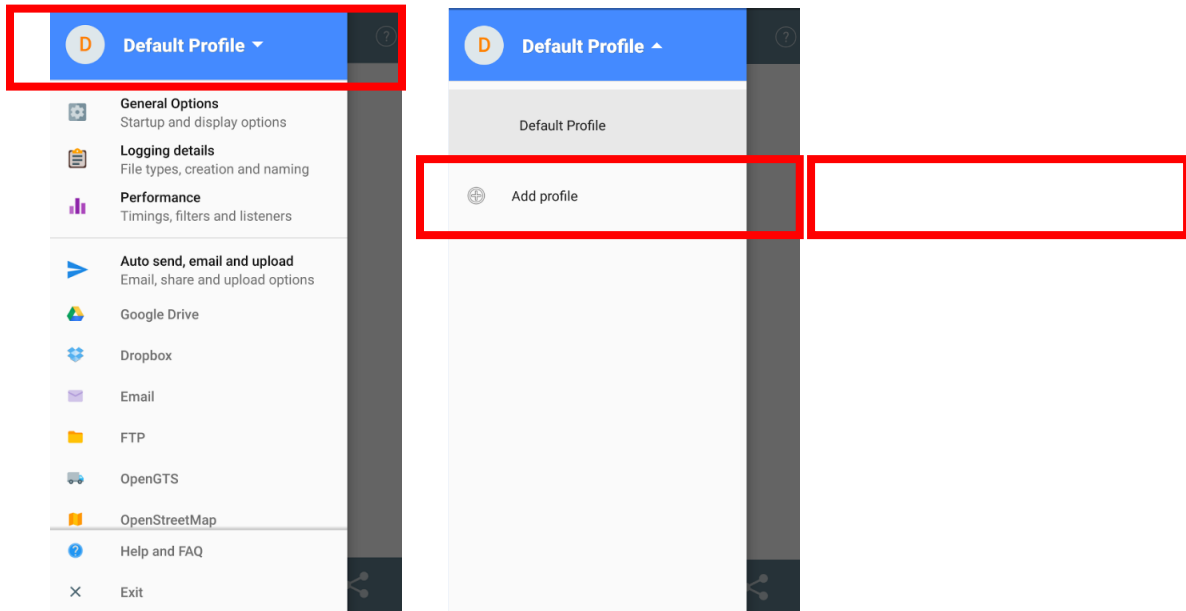 D
Default Profile
?
General Options
Startup and display options
Logging details
File types, creation and naming
Performance
Timings, filters and listeners
Auto send, email and upload
Email, share and upload options
Google Drive
Dropbox
Email
FTP
OpenGTS
OpenStreetMap
?
Help and FAQ
Exit
D
Default Profile
?
Default Profile
Add profile